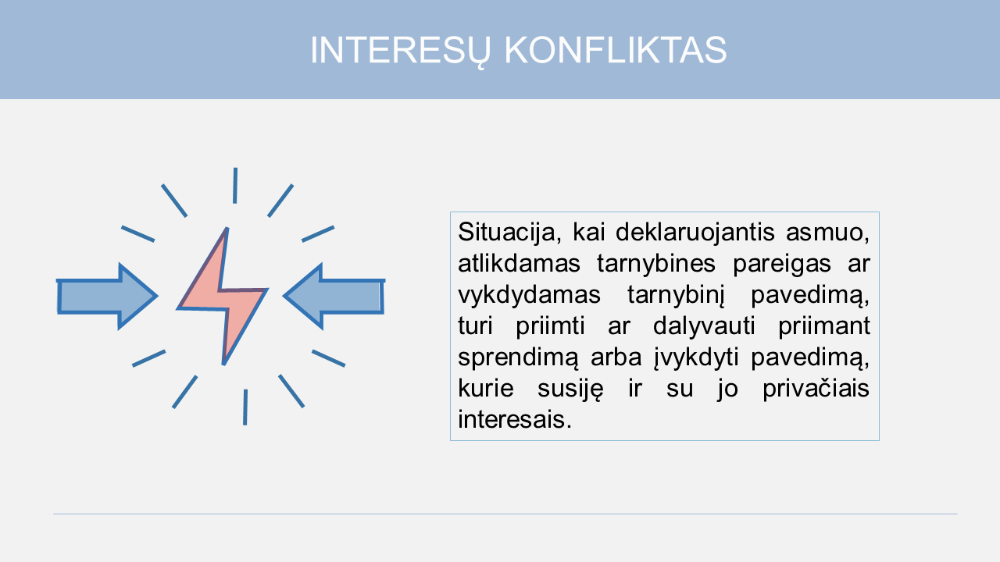 INTERESŲ KONFLIKTAS
Situacija, kai deklaruojantis asmuo,
atlikdamas tarnybines pareigas ar
vykdydamas tarnybinį pavedimą,
turi priimti ar dalyvauti priimant
sprendimą arba įvykdyti pavedimą,
kurie susiję ir su jo privačiais
interesais.